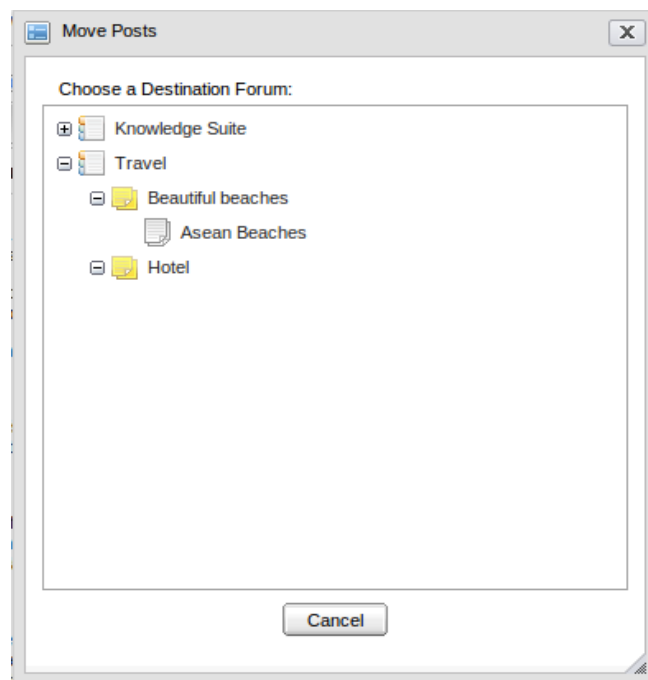 Move Posts
Choose a Destination Forum:
Knowledge Suite
Travel
Beautiful beaches
Asean Beaches
Hotel
Cancel